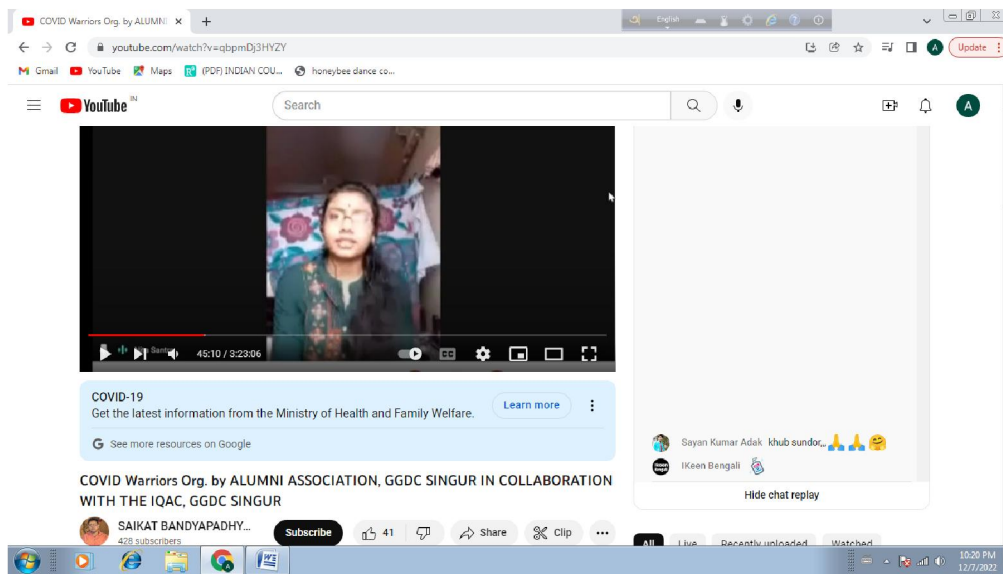 COVID Warriors Org. by ALUMNI
English
youtube.com/watch?v=qbpmDj3HYZY
Update
Gmail YouTube Maps (PDF) INDIAN COU... honeybee dance co...
YouTube IN
Search
A
45:10 / 3:23:06
CC
COVID-19
Get the latest information from the Ministry of Health and Family Welfare.
Learn more
See more resources on Google
COVID Warriors Org. by ALUMNI ASSOCIATION, GGDC SINGUR IN COLLABORATION
WITH THE IQAC, GGDC SINGUR
SAIKAT BANDYAPADHY...
428 subscribers
Subscribe
41
Share
Clip
Sayan Kumar Adak khub sundor,,, 🙏🙏🤗
IKeen Bengali
Hide chat replay
All Live Recently uploaded Watched
10:20 PM
12/7/2022